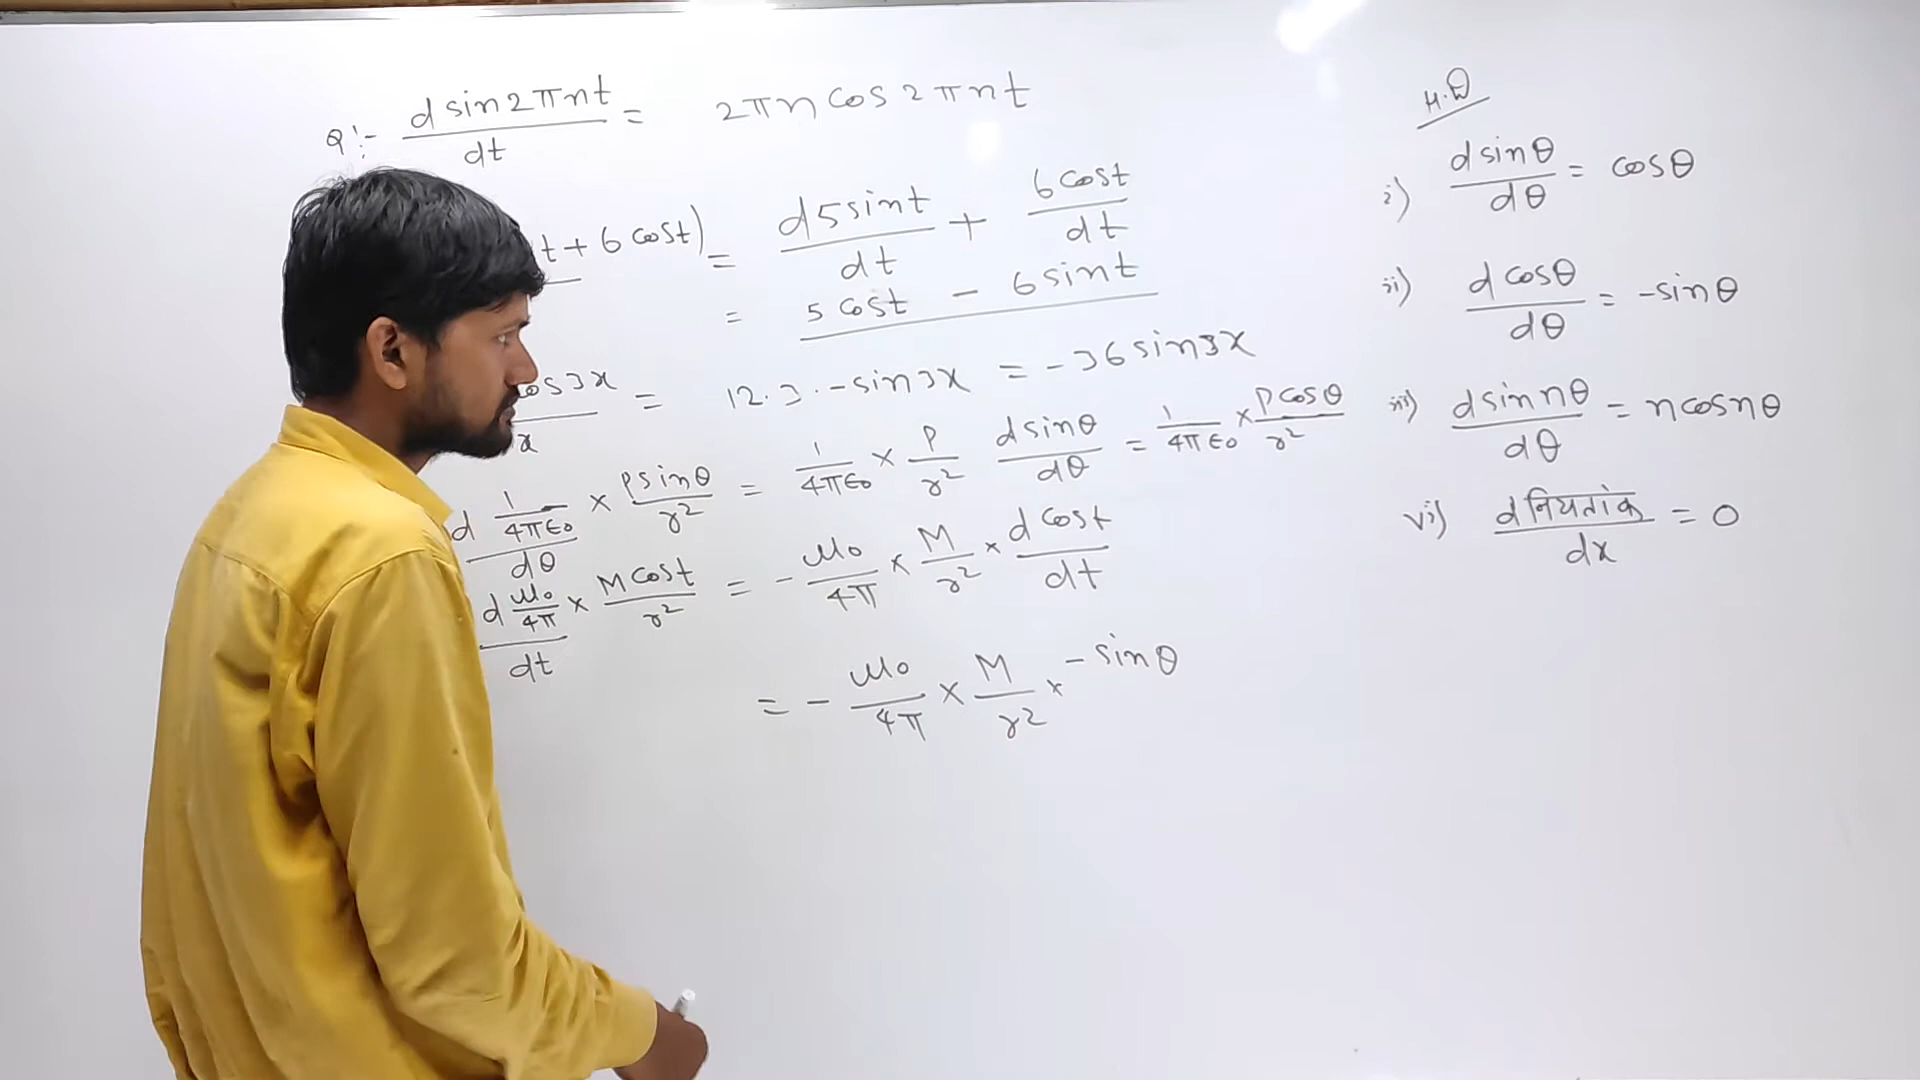 Q:- d sin2πnt / dt = 2πn cos2πnt
t + 6 cost) = d5sint / dt + 6cost / dt
= 5 cost - 6sint
os3x / x = 12.3.-sin3x = -36sin3x
d 1/4πϵ₀ / dθ × Psinθ / r² = 1/4πϵ₀ × P/r² dsinθ / dθ = 1/4πϵ₀ × Pcosθ / r²
d μ₀/4π / dt × Mcost / r² = - μ₀/4π × M/r² × dcost / dt
= - μ₀/4π × M/r² × -sinθ
H.D
i) dsinθ / dθ = cosθ
ii) dcosθ / dθ = -sinθ
iii) dsinnθ / dθ = ncosnθ
vi) dनियतांक / dx = 0